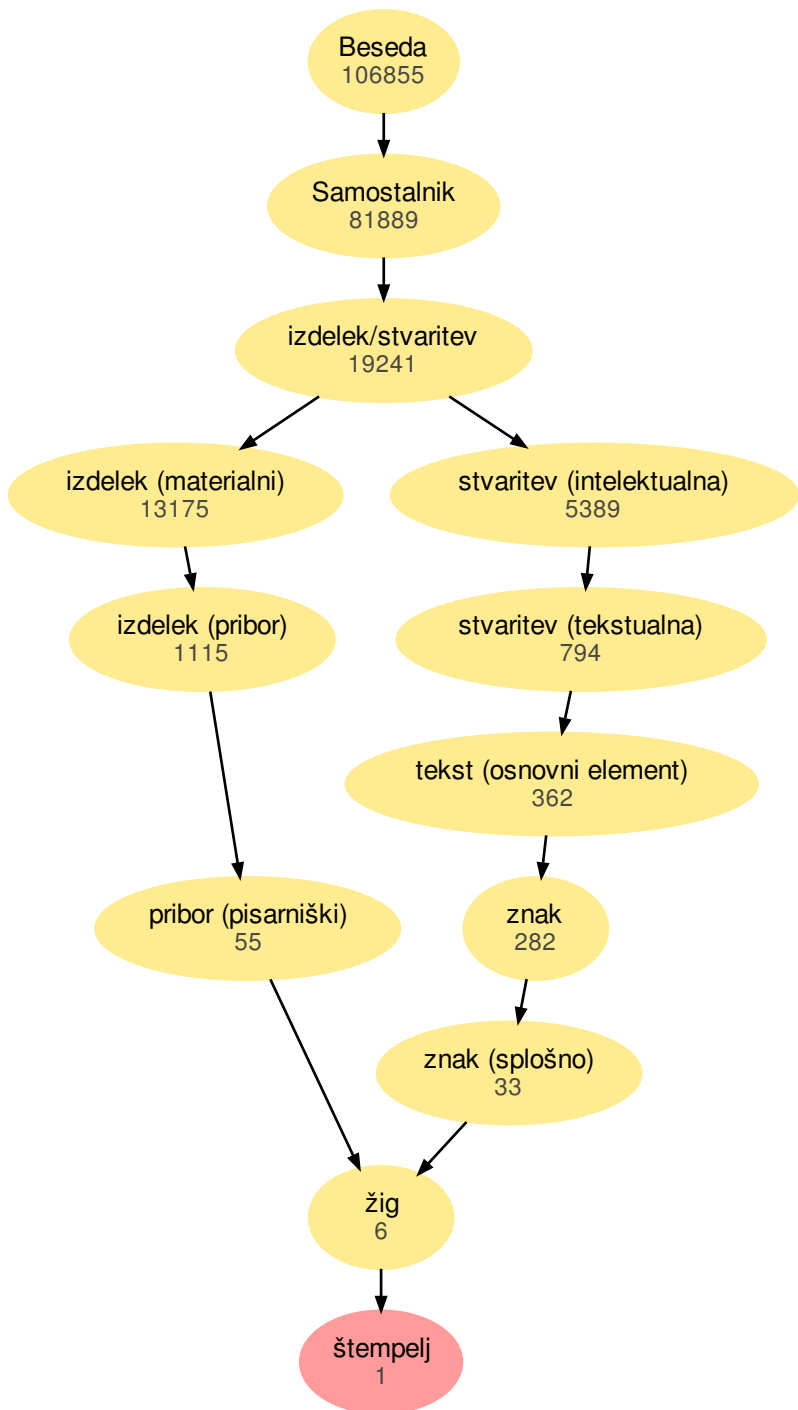 Beseda
106855
Samostalnik
81889
izdelek/stvaritev
19241
izdelek (materialni)
13175
stvaritev (intelektualna)
5389
izdelek (pribor)
1115
stvaritev (tekstualna)
794
tekst (osnovni element)
362
pribor (pisarniški)
55
znak
282
znak (splošno)
33
žig
6
štempelj
1